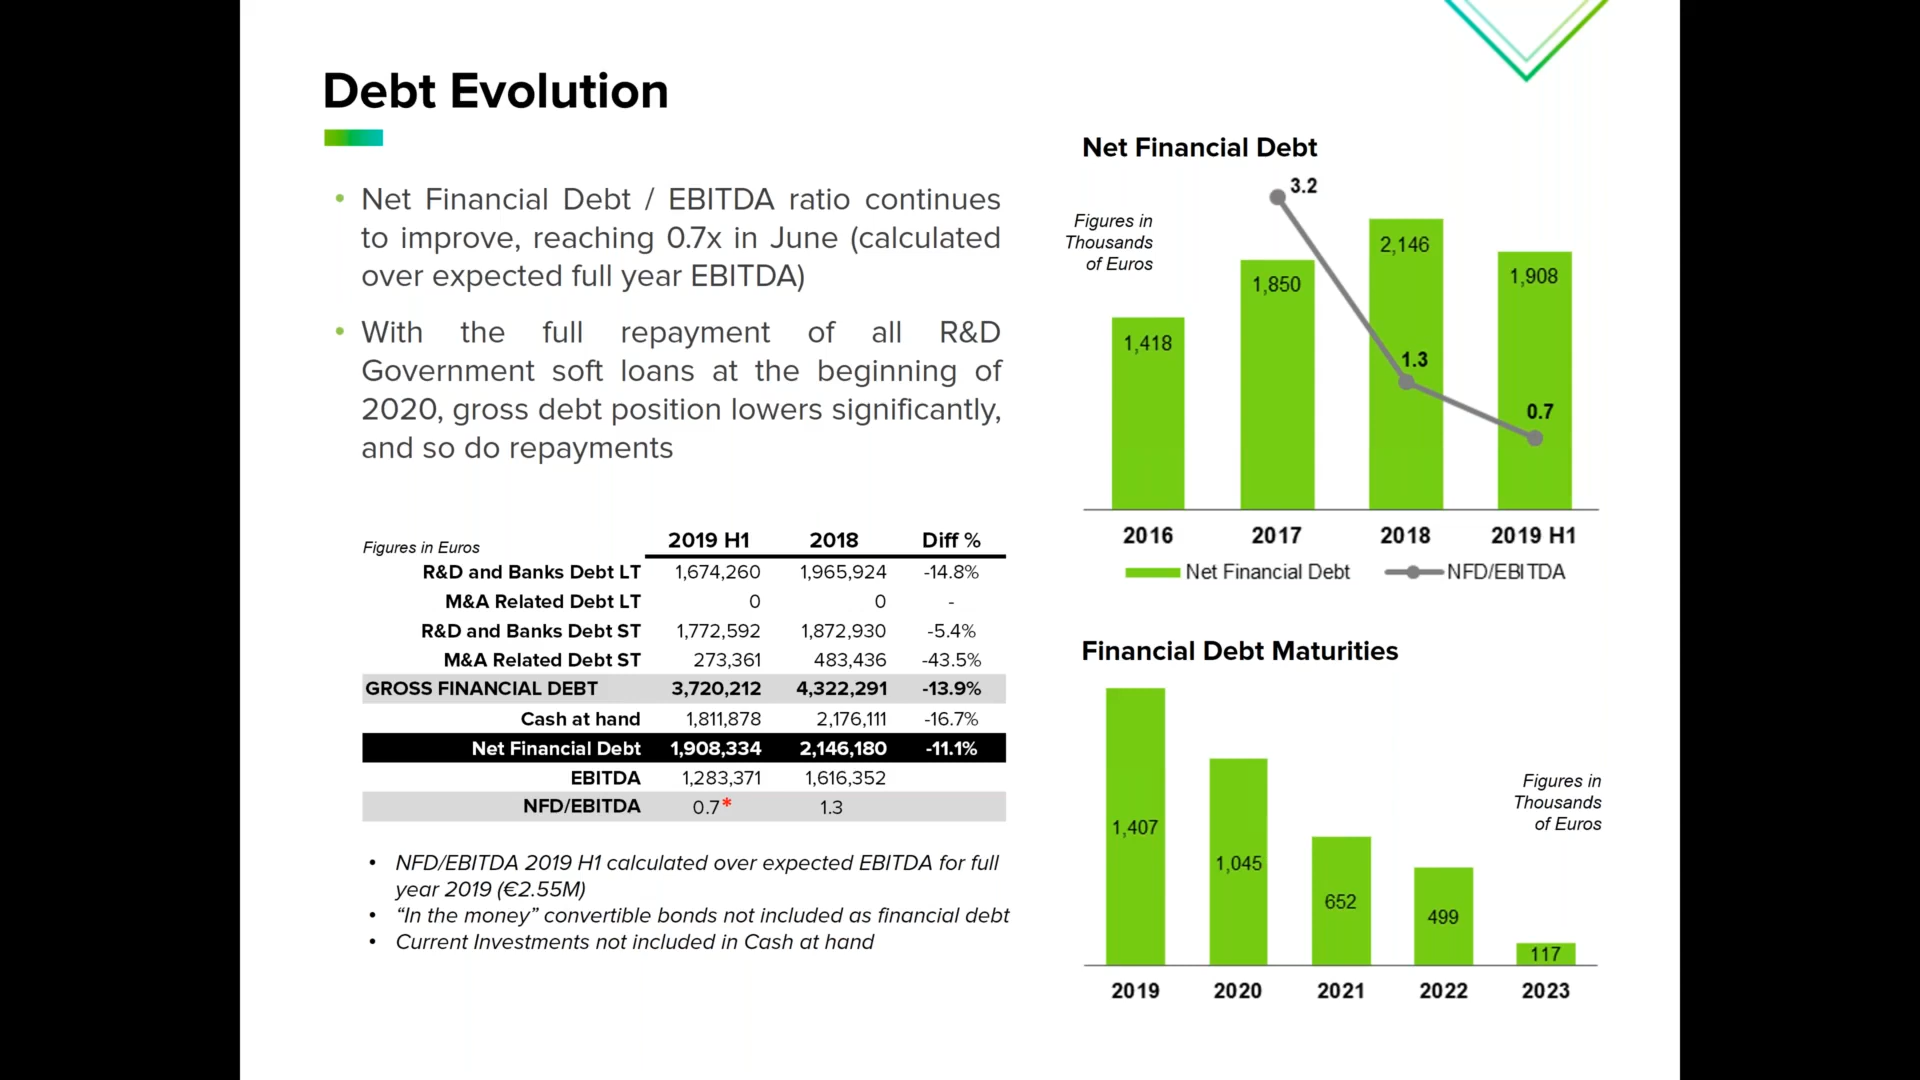 Debt Evolution
• Net Financial Debt / EBITDA ratio continues
to improve, reaching 0.7x in June (calculated
over expected full year EBITDA)
• With the full repayment of all R&D
Government soft loans at the beginning of
2020, gross debt position lowers significantly,
and so do repayments
Figures in Euros 2019 H1 2018 Diff %
R&D and Banks Debt LT 1,674,260 1,965,924 -14.8%
M&A Related Debt LT 0 0 -
R&D and Banks Debt ST 1,772,592 1,872,930 -5.4%
M&A Related Debt ST 273,361 483,436 -43.5%
GROSS FINANCIAL DEBT 3,720,212 4,322,291 -13.9%
Cash at hand 1,811,878 2,176,111 -16.7%
Net Financial Debt 1,908,334 2,146,180 -11.1%
EBITDA 1,283,371 1,616,352
NFD/EBITDA 0.7* 1.3
• NFD/EBITDA 2019 H1 calculated over expected EBITDA for full
year 2019 (€2.55M)
• “In the money” convertible bonds not included as financial debt
• Current Investments not included in Cash at hand
Net Financial Debt
Figures in
Thousands
of Euros
3.2
2,146
1,908
1,850
1,418
1.3
0.7
2016 2017 2018 2019 H1
Net Financial Debt NFD/EBITDA
Financial Debt Maturities
Figures in
Thousands
of Euros
1,407
1,045
652
499
117
2019 2020 2021 2022 2023